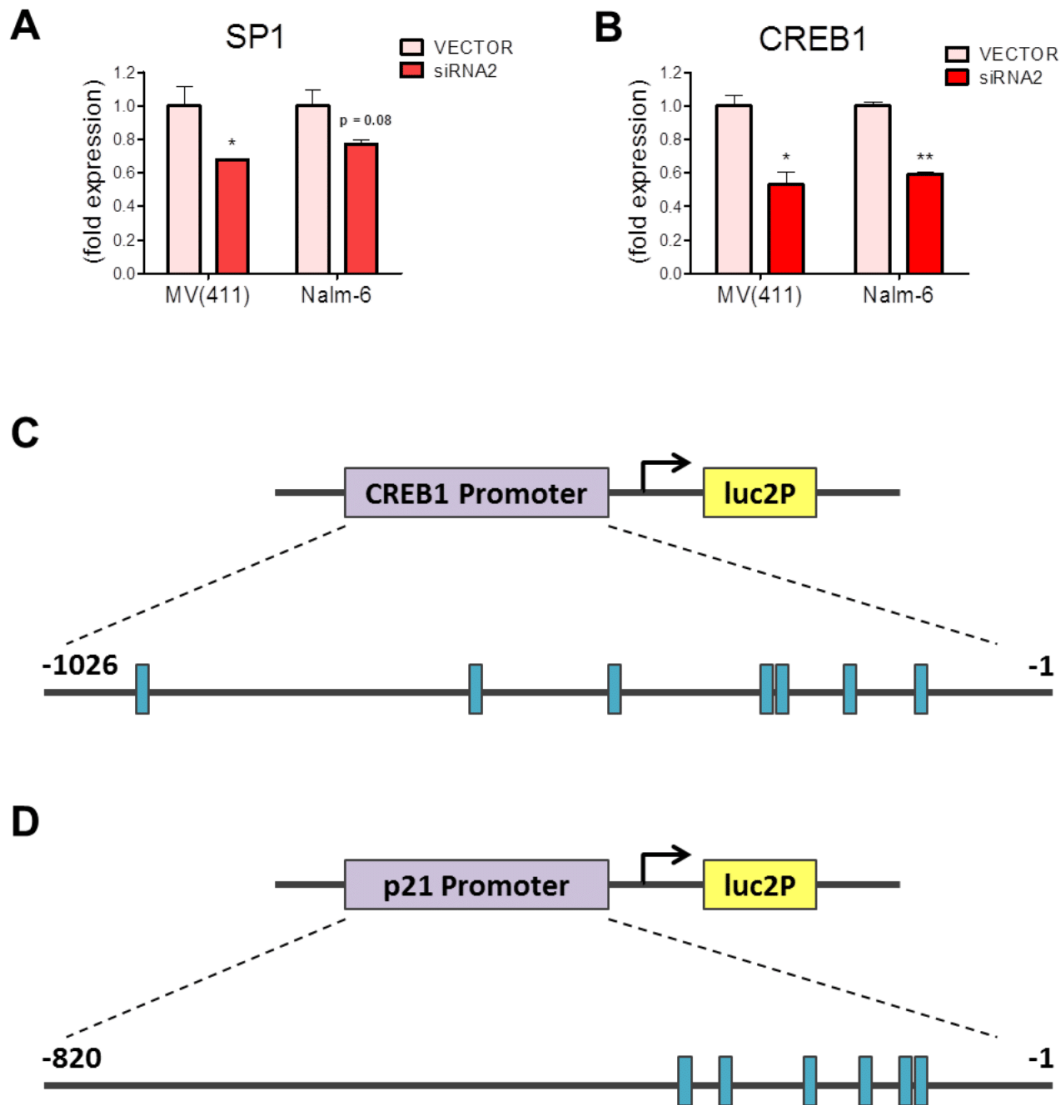 A
SP1
VECTOR
siRNA2
(fold expression)
1.2
1.0
0.8
0.6
0.4
0.2
0.0
*
p = 0.08
MV(411)
Nalm-6
B
CREB1
VECTOR
siRNA2
(fold expression)
1.2
1.0
0.8
0.6
0.4
0.2
0.0
*
**
MV(411)
Nalm-6
C
CREB1 Promoter
luc2P
-1026
-1
D
p21 Promoter
luc2P
-820
-1